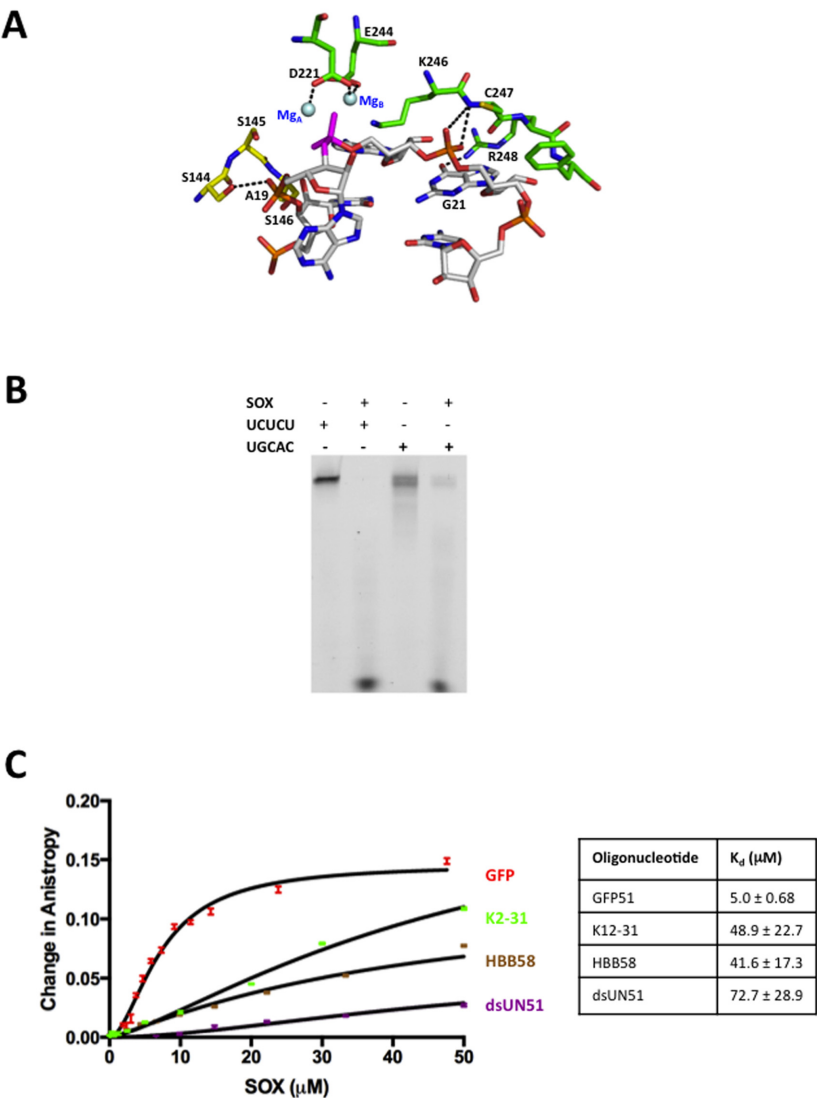 A
E244
D221
K246
C247
MgA
MgB
S145
R248
S144
A19
G21
S146
B
SOX - + - +
UCUCU + + - -
UGCAC - - + +
C
0.20
0.15
0.10
0.05
0.00
Change in Anistropy
0 10 20 30 40 50
SOX (μM)
GFP
K2-31
HBB58
dsUN51
Oligonucleotide Kd (μM)
GFP51 5.0 ± 0.68
K12-31 48.9 ± 22.7
HBB58 41.6 ± 17.3
dsUN51 72.7 ± 28.9